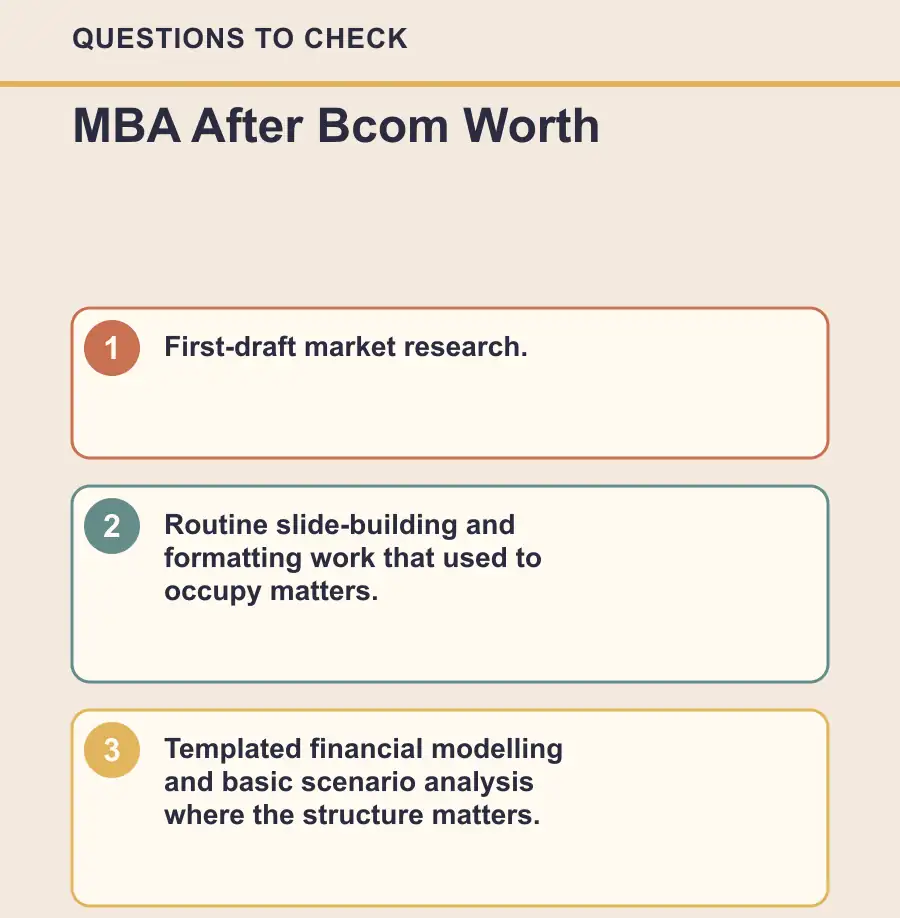 QUESTIONS TO CHECK
MBA After Bcom Worth
1
First-draft market research.
2
Routine slide-building and
formatting work that used to
occupy matters.
3
Templated financial modelling
and basic scenario analysis
where the structure matters.